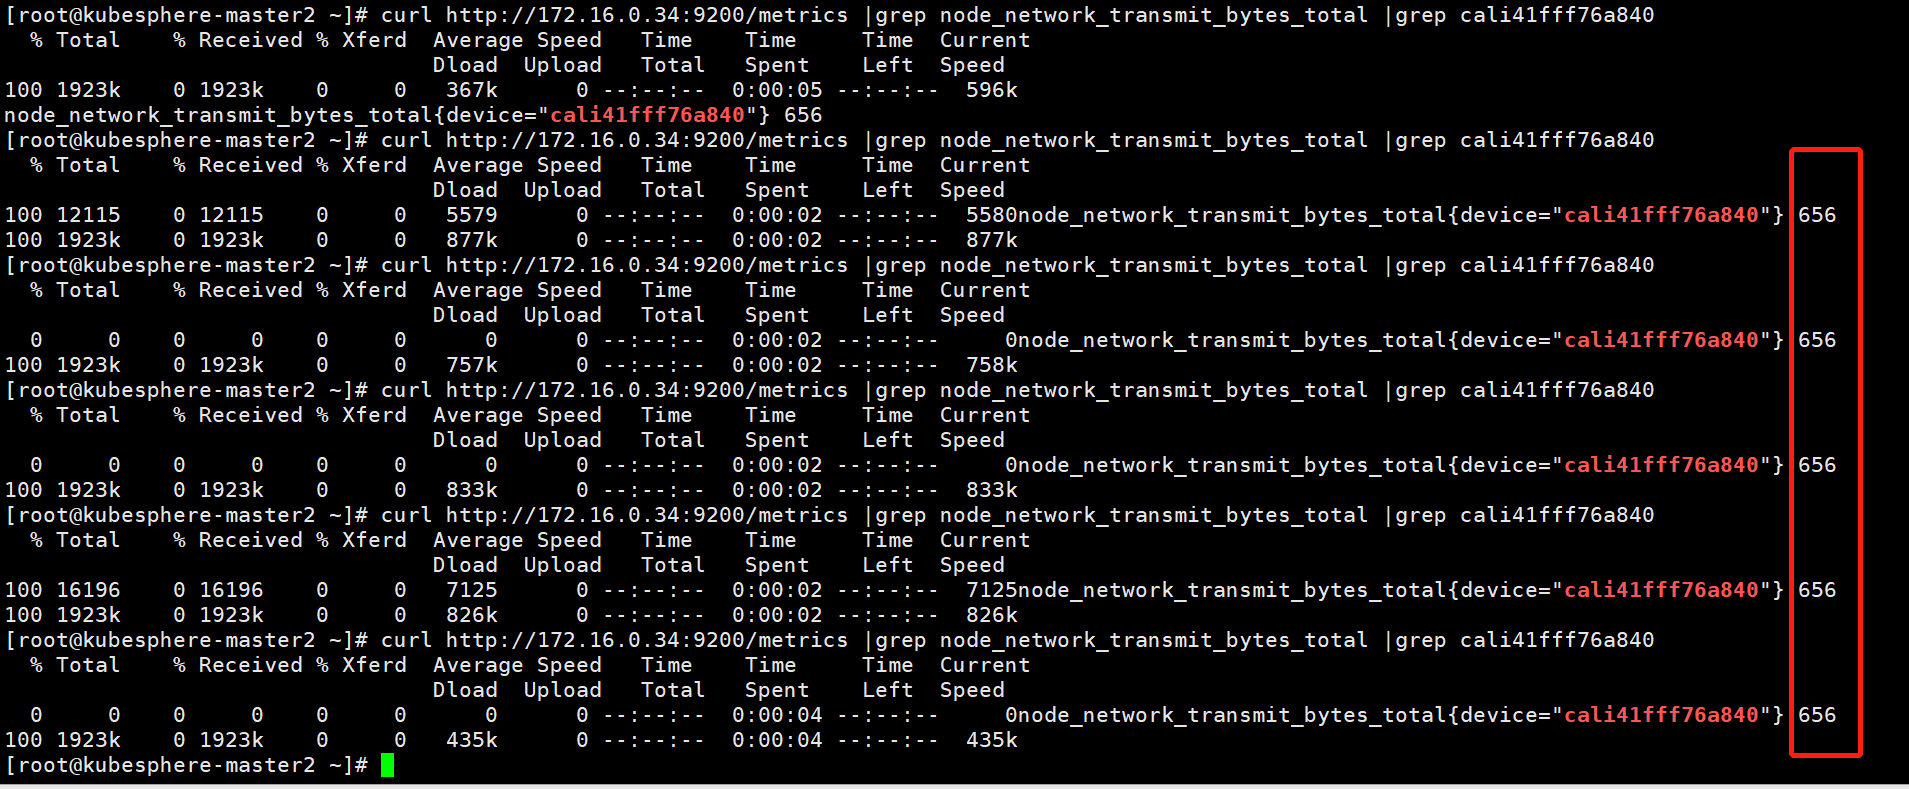 [root@kubesphere-master2 ~]# curl http://172.16.0.34:9200/metrics |grep node_network_transmit_bytes_total |grep cali41fff76a840
  % Total    % Received % Xferd  Average Speed   Time    Time     Time  Current
                                 Dload  Upload   Total   Spent    Left  Speed
100 1923k    0 1923k    0     0   367k      0 --:--:--  0:00:05 --:--:--  596k
node_network_transmit_bytes_total{device="cali41fff76a840"} 656
[root@kubesphere-master2 ~]# curl http://172.16.0.34:9200/metrics |grep node_network_transmit_bytes_total |grep cali41fff76a840
  % Total    % Received % Xferd  Average Speed   Time    Time     Time  Current
                                 Dload  Upload   Total   Spent    Left  Speed
100 12115    0 12115    0     0   5579      0 --:--:--  0:00:02 --:--:--  5580node_network_transmit_bytes_total{device="cali41fff76a840"} 656
100 1923k    0 1923k    0     0   877k      0 --:--:--  0:00:02 --:--:--  877k
[root@kubesphere-master2 ~]# curl http://172.16.0.34:9200/metrics |grep node_network_transmit_bytes_total |grep cali41fff76a840
  % Total    % Received % Xferd  Average Speed   Time    Time     Time  Current
                                 Dload  Upload   Total   Spent    Left  Speed
  0     0    0     0    0     0      0      0 --:--:--  0:00:02 --:--:--     0node_network_transmit_bytes_total{device="cali41fff76a840"} 656
100 1923k    0 1923k    0     0   757k      0 --:--:--  0:00:02 --:--:--  758k
[root@kubesphere-master2 ~]# curl http://172.16.0.34:9200/metrics |grep node_network_transmit_bytes_total |grep cali41fff76a840
  % Total    % Received % Xferd  Average Speed   Time    Time     Time  Current
                                 Dload  Upload   Total   Spent    Left  Speed
  0     0    0     0    0     0      0      0 --:--:--  0:00:02 --:--:--     0node_network_transmit_bytes_total{device="cali41fff76a840"} 656
100 1923k    0 1923k    0     0   833k      0 --:--:--  0:00:02 --:--:--  833k
[root@kubesphere-master2 ~]# curl http://172.16.0.34:9200/metrics |grep node_network_transmit_bytes_total |grep cali41fff76a840
  % Total    % Received % Xferd  Average Speed   Time    Time     Time  Current
                                 Dload  Upload   Total   Spent    Left  Speed
100 16196    0 16196    0     0   7125      0 --:--:--  0:00:02 --:--:--  7125node_network_transmit_bytes_total{device="cali41fff76a840"} 656
100 1923k    0 1923k    0     0   826k      0 --:--:--  0:00:02 --:--:--  826k
[root@kubesphere-master2 ~]# curl http://172.16.0.34:9200/metrics |grep node_network_transmit_bytes_total |grep cali41fff76a840
  % Total    % Received % Xferd  Average Speed   Time    Time     Time  Current
                                 Dload  Upload   Total   Spent    Left  Speed
  0     0    0     0    0     0      0      0 --:--:--  0:00:04 --:--:--     0node_network_transmit_bytes_total{device="cali41fff76a840"} 656
100 1923k    0 1923k    0     0   435k      0 --:--:--  0:00:04 --:--:--  435k
[root@kubesphere-master2 ~]#